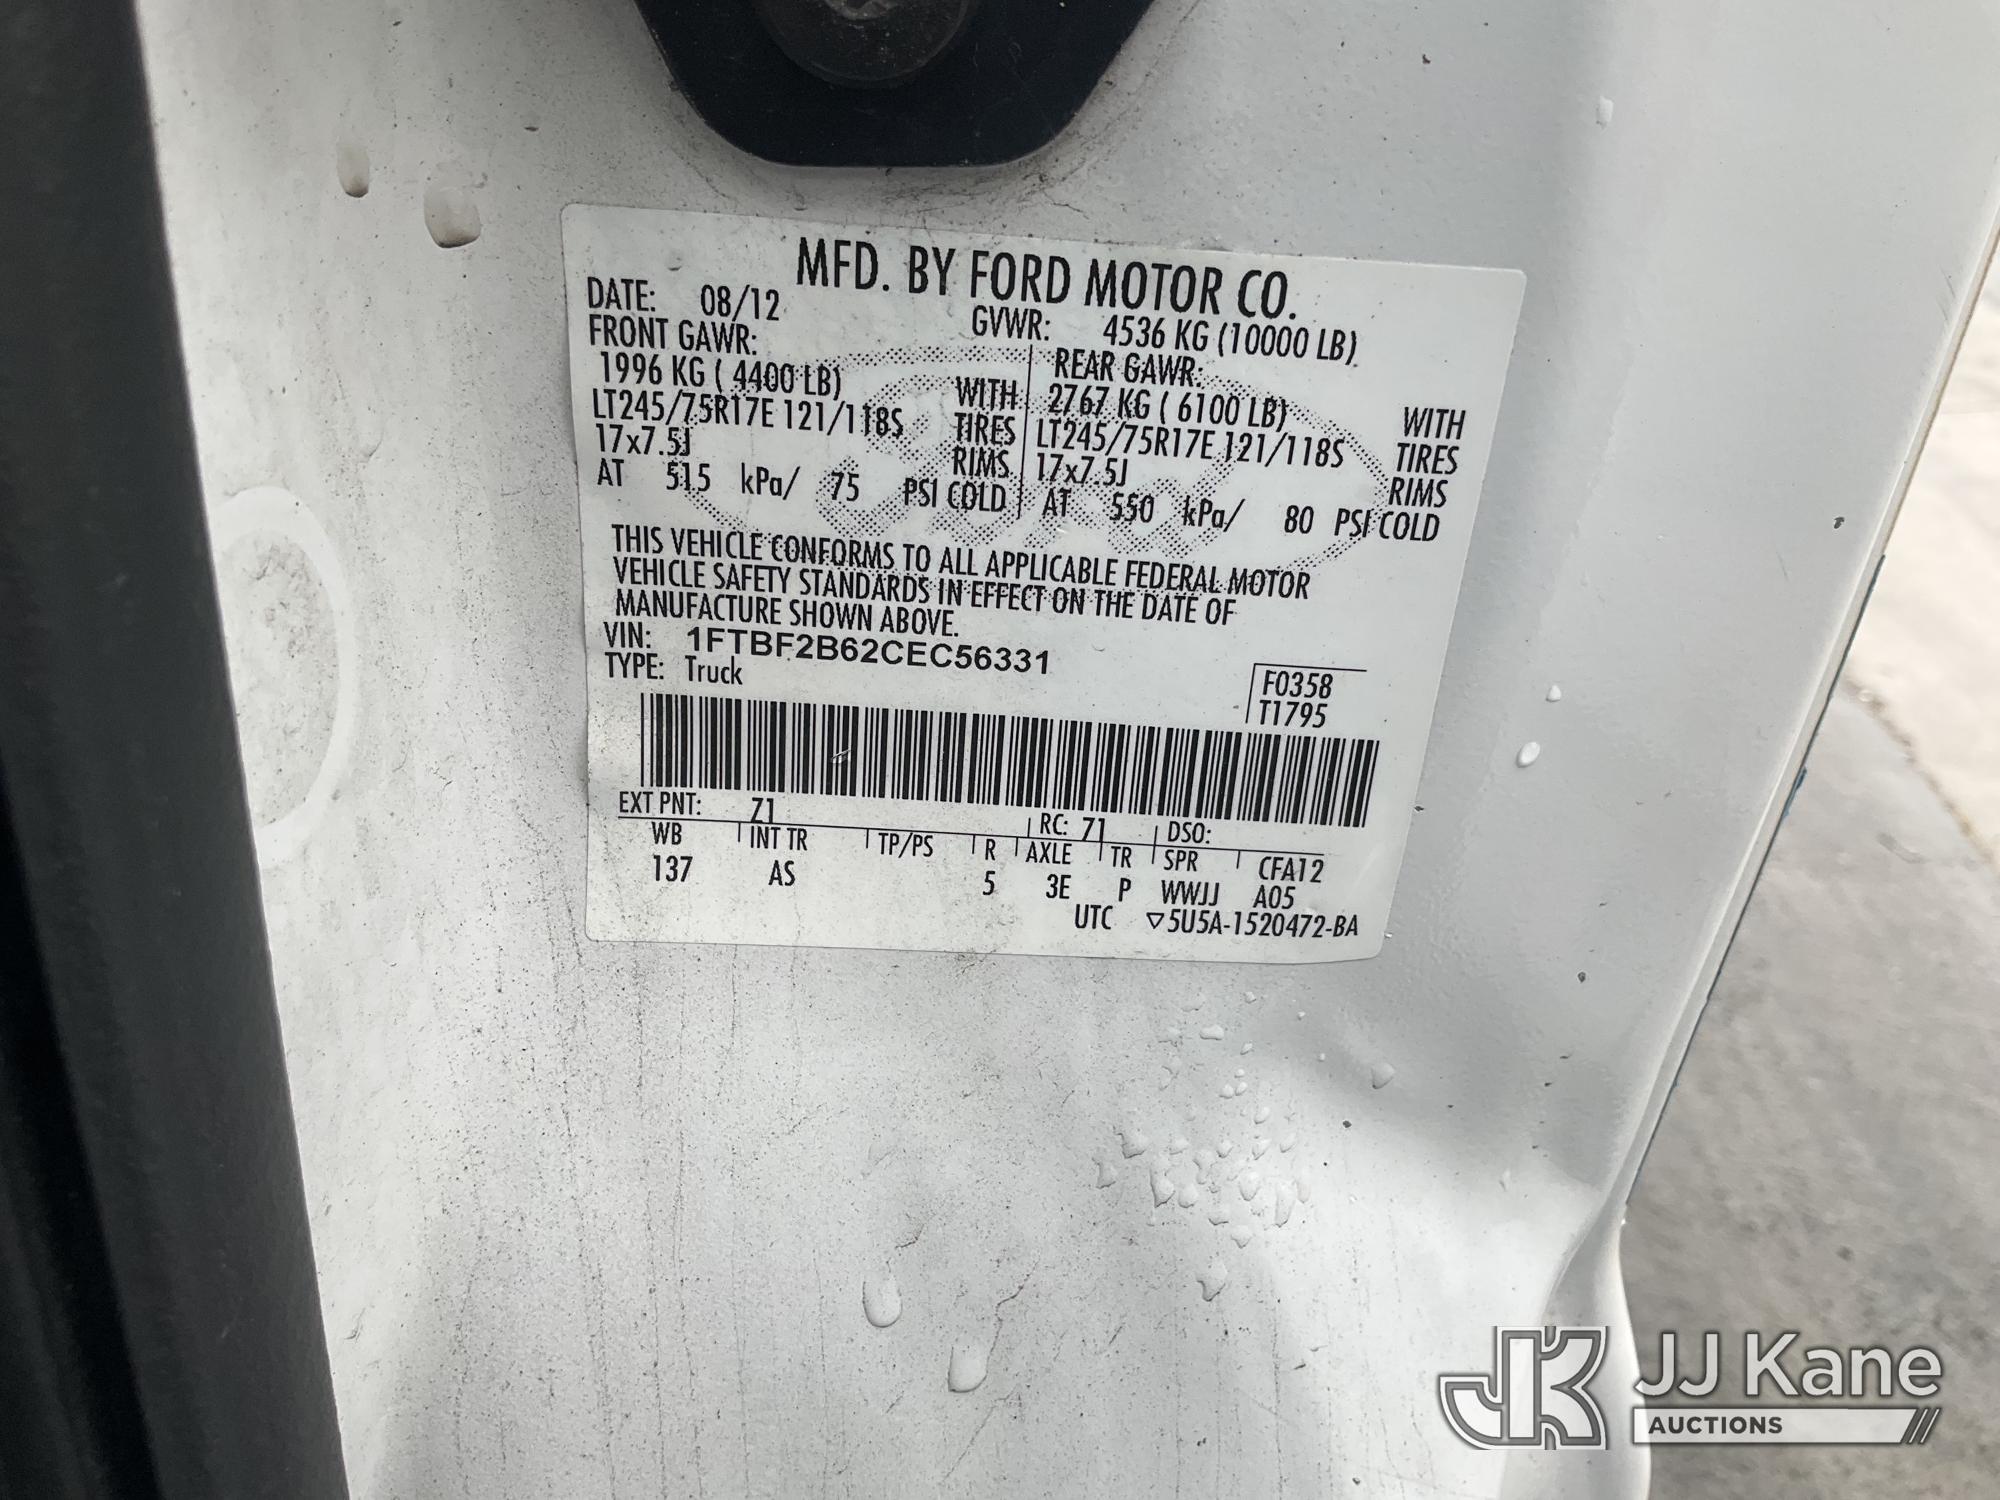 MFD. BY FORD MOTOR CO.
DATE: 08/12 GVWR: 4536 KG (10000 LB)
FRONT GAWR: REAR GAWR:
1996 KG ( 4400 LB) WITH 2767 KG ( 6100 LB) WITH
LT245/75R17E 121/118S TIRES LT245/75R17E 121/118S TIRES
17x7.5J RIMS 17x7.5J RIMS
AT 515 kPa/ 75 PSI COLD AT 550 kPa/ 80 PSI COLD
THIS VEHICLE CONFORMS TO ALL APPLICABLE FEDERAL MOTOR
VEHICLE SAFETY STANDARDS IN EFFECT ON THE DATE OF
MANUFACTURE SHOWN ABOVE.
VIN: 1FTBF2B62CEC56331
TYPE: Truck
F0358
T1795
EXT PNT: Z1 RC: 71 DSO:
WB INT TR TP/PS R AXLE TR SPR CFA12
137 AS 5 3E P WWJJ A05
UTC ▽5U5A-1520472-BA
JK JJ Kane
AUCTIONS